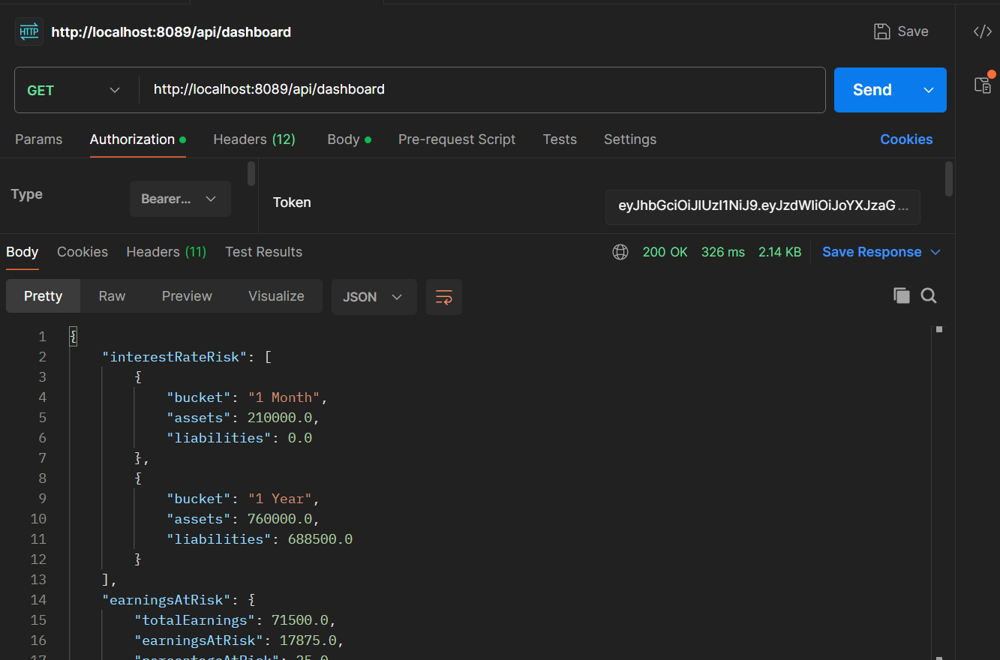 HTTP http://localhost:8089/api/dashboard Save
GET http://localhost:8089/api/dashboard Send
Params Authorization Headers (12) Body Pre-request Script Tests Settings Cookies
Type Bearer... Token eyJhbGciOiJIUzI1NiJ9.eyJzdWIiOiJoYXJzaG...
Body Cookies Headers (11) Test Results 200 OK 326 ms 2.14 KB Save Response
Pretty Raw Preview Visualize JSON
1 {
2 "interestRateRisk": [
3 {
4 "bucket": "1 Month",
5 "assets": 210000.0,
6 "liabilities": 0.0
7 },
8 {
9 "bucket": "1 Year",
10 "assets": 760000.0,
11 "liabilities": 688500.0
12 }
13 ],
14 "earningsAtRisk": {
15 "totalEarnings": 71500.0,
16 "earningsAtRisk": 17875.0,
17 "percentageAtRisk": 25.0